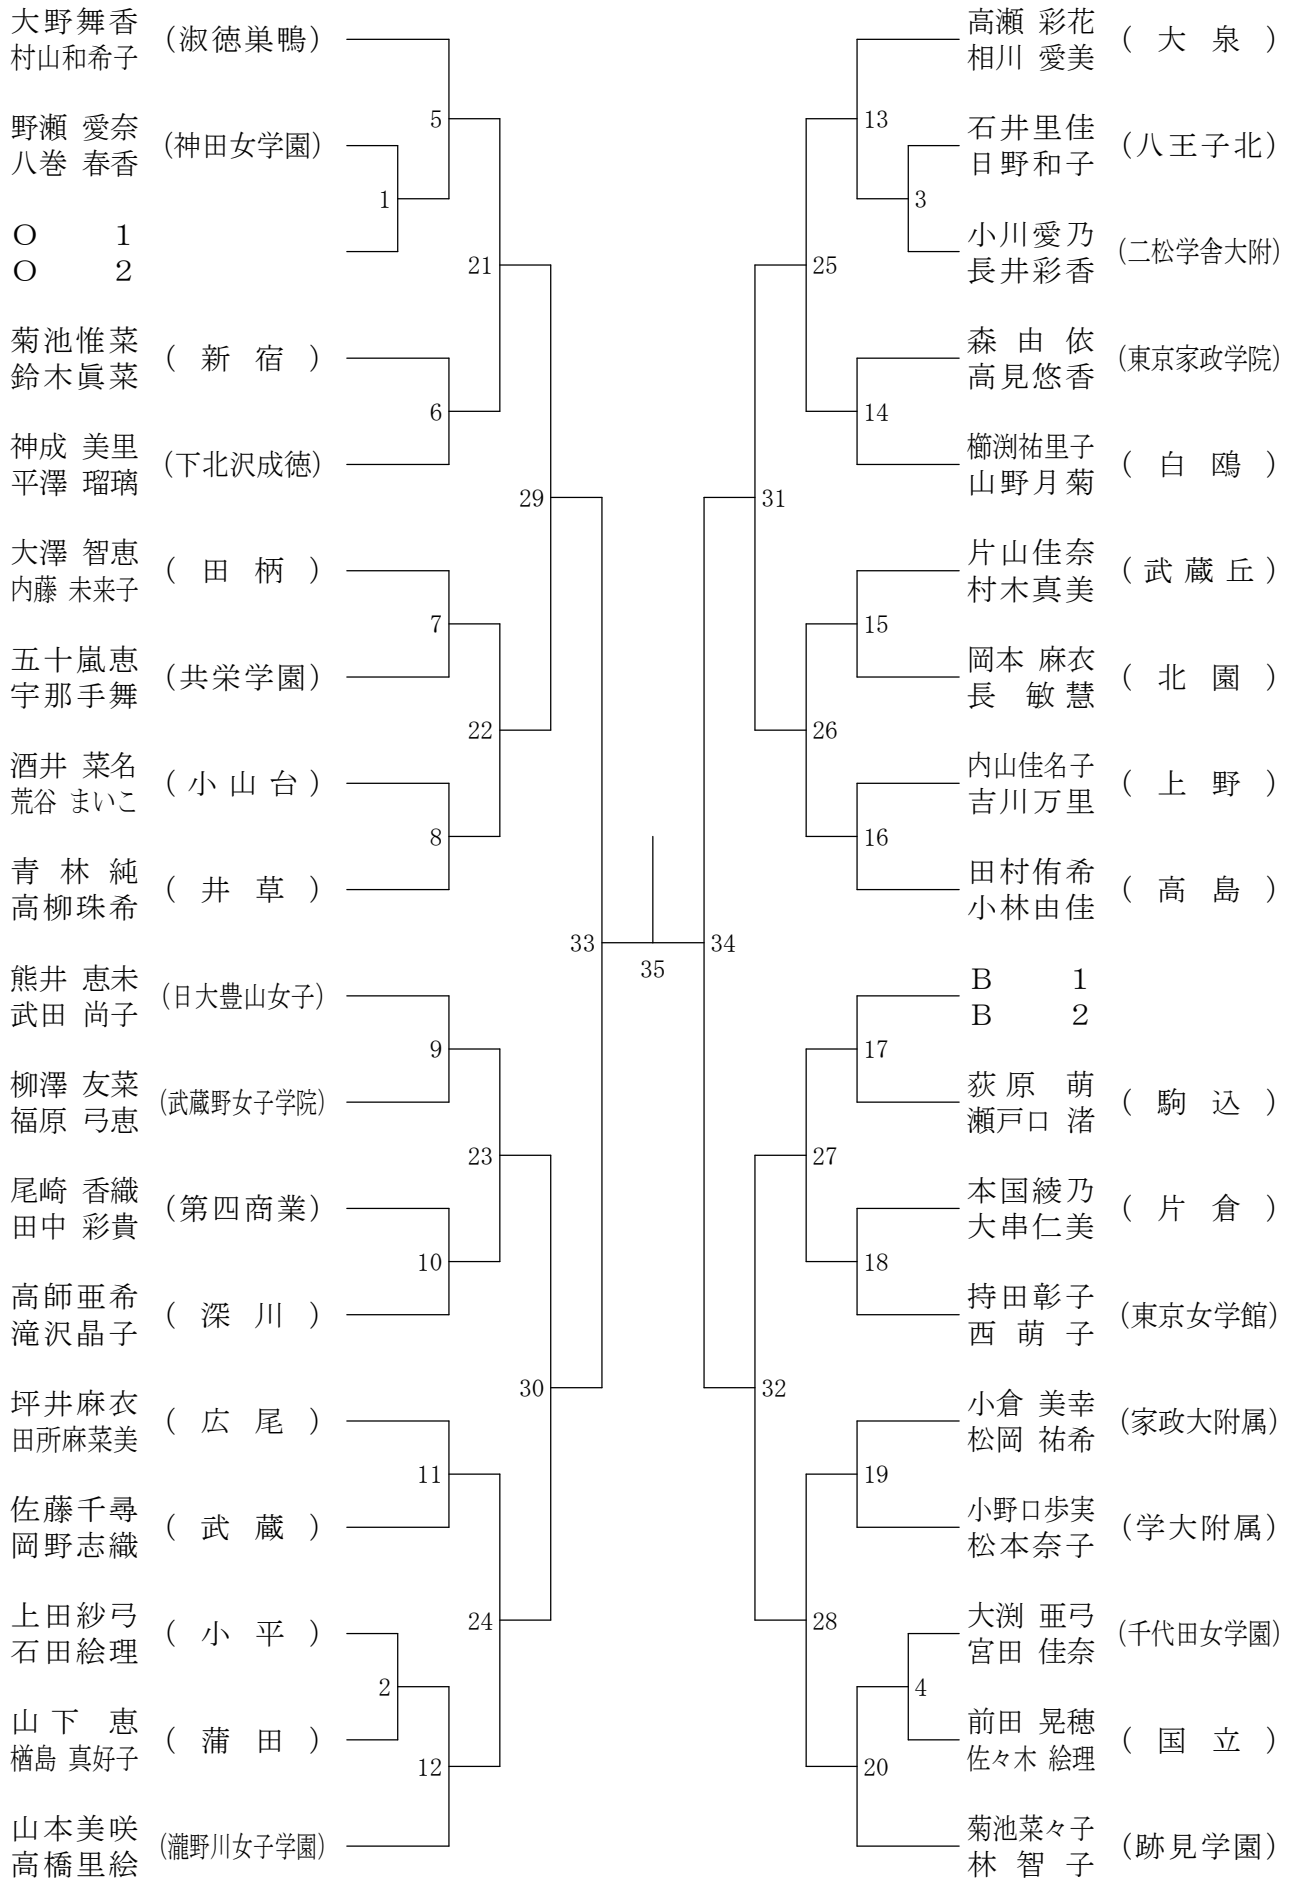 大野舞香
村山和希子
(淑徳巣鴨)
野瀬 愛奈
八巻 春香
(神田女学園)
O 1
O 2
菊池惟菜
鈴木眞菜
( 新 宿 )
神成 美里
平澤 瑠璃
(下北沢成徳)
大澤 智恵
内藤 未来子
( 田 柄 )
五十嵐恵
宇那手舞
(共栄学園)
酒井 菜名
荒谷 まいこ
( 小 山 台 )
青 林 純
高柳珠希
( 井 草 )
熊井 恵未
武田 尚子
(日大豊山女子)
柳澤 友菜
福原 弓恵
(武蔵野女子学院)
尾崎 香織
田中 彩貴
(第四商業)
高師亜希
滝沢晶子
( 深 川 )
坪井麻衣
田所麻菜美
( 広 尾 )
佐藤千尋
岡野志織
( 武 蔵 )
上田紗弓
石田絵理
( 小 平 )
山下 恵
楢島 真好子
( 蒲 田 )
山本美咲
高橋里絵
(瀧野川女子学園)
5
1
21
6
29
7
22
8
33
9
23
10
30
11
24
2
12
35
13
3
25
14
31
15
26
16
34
17
27
18
32
19
28
4
20
高瀬 彩花
相川 愛美
( 大 泉 )
石井里佳
日野和子
(八王子北)
小川愛乃
長井彩香
(二松学舎大附)
森 由 依
高見悠香
(東京家政学院)
櫛渕祐里子
山野月菊
( 白 鴎 )
片山佳奈
村木真美
( 武 蔵 丘 )
岡本 麻衣
長 敏慧
( 北 園 )
内山佳名子
吉川万里
( 上 野 )
田村侑希
小林由佳
( 高 島 )
B 1
B 2
荻原 萌
瀬戸口 渚
( 駒 込 )
本国綾乃
大串仁美
( 片 倉 )
持田彰子
西 萌 子
(東京女学館)
小倉 美幸
松岡 祐希
(家政大附属)
小野口歩実
松本奈子
(学大附属)
大渕 亜弓
宮田 佳奈
(千代田女学園)
前田 晃穂
佐々木 絵理
( 国 立 )
菊池菜々子
林 智 子
(跡見学園)